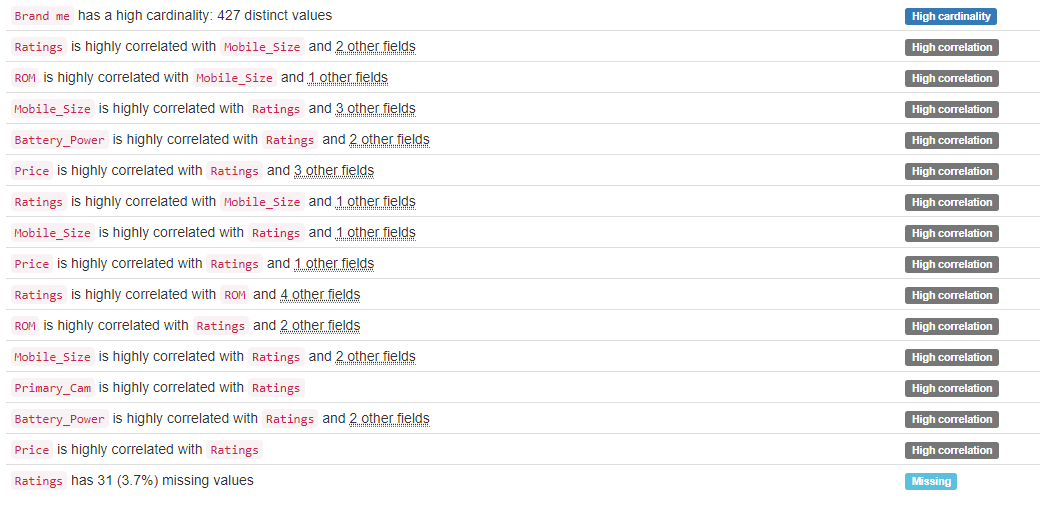 Brand me has a high cardinality: 427 distinct values High cardinality
Ratings is highly correlated with Mobile_Size and 2 other fields High correlation
ROM is highly correlated with Mobile_Size and 1 other fields High correlation
Mobile_Size is highly correlated with Ratings and 3 other fields High correlation
Battery_Power is highly correlated with Ratings and 2 other fields High correlation
Price is highly correlated with Ratings and 3 other fields High correlation
Ratings is highly correlated with Mobile_Size and 1 other fields High correlation
Mobile_Size is highly correlated with Ratings and 1 other fields High correlation
Price is highly correlated with Ratings and 1 other fields High correlation
Ratings is highly correlated with ROM and 4 other fields High correlation
ROM is highly correlated with Ratings and 2 other fields High correlation
Mobile_Size is highly correlated with Ratings and 2 other fields High correlation
Primary_Cam is highly correlated with Ratings High correlation
Battery_Power is highly correlated with Ratings and 2 other fields High correlation
Price is highly correlated with Ratings High correlation
Ratings has 31 (3.7%) missing values Missing